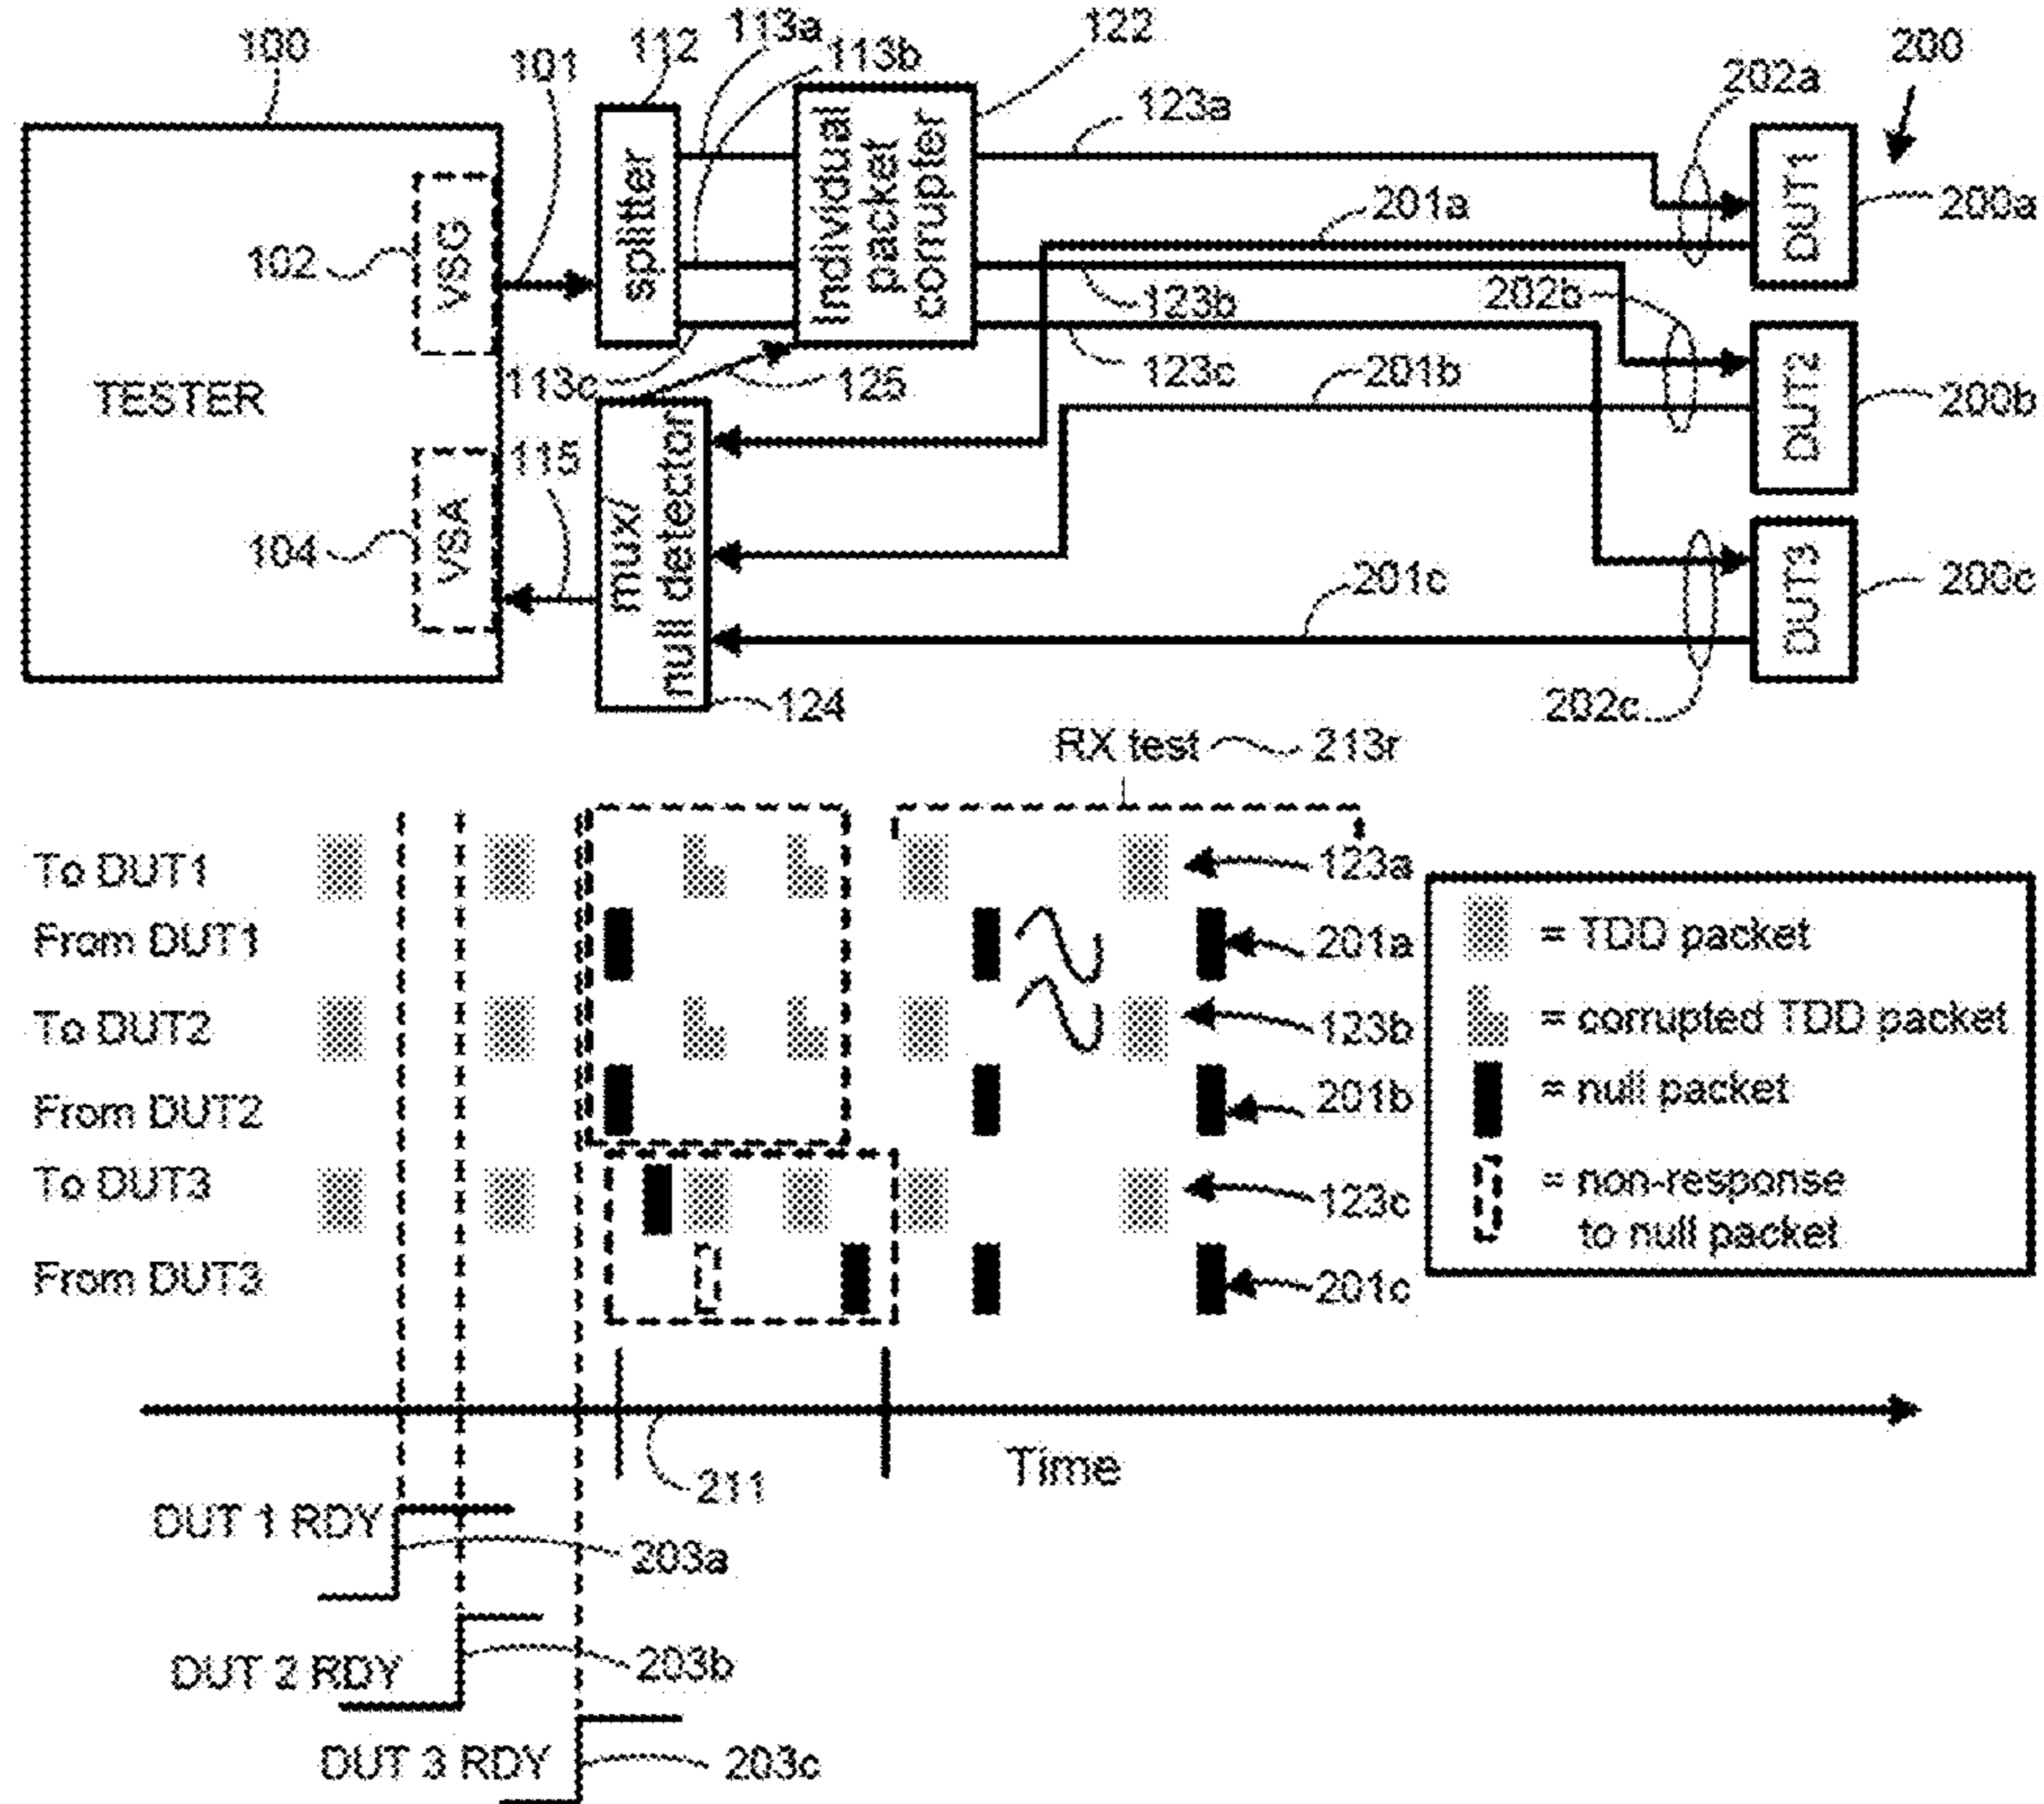 100
101
112
113a
113b
122
123a
202a
200
splitter
Individual
packet
corrupter
DUT1
200a
201a
102
VSG
123b
202b
TESTER
113c
125
123c
201b
DUT2
200b
115
104
VSA
mux/
null detector
201c
DUT3
200c
124
202c
RX test
213r
To DUT1
123a
From DUT1
201a
To DUT2
123b
From DUT2
201b
To DUT3
123c
From DUT3
201c
= TDD packet
= corrupted TDD packet
= null packet
= non-response
to null packet
211
Time
DUT 1 RDY
203a
DUT 2 RDY
203b
DUT 3 RDY
203c